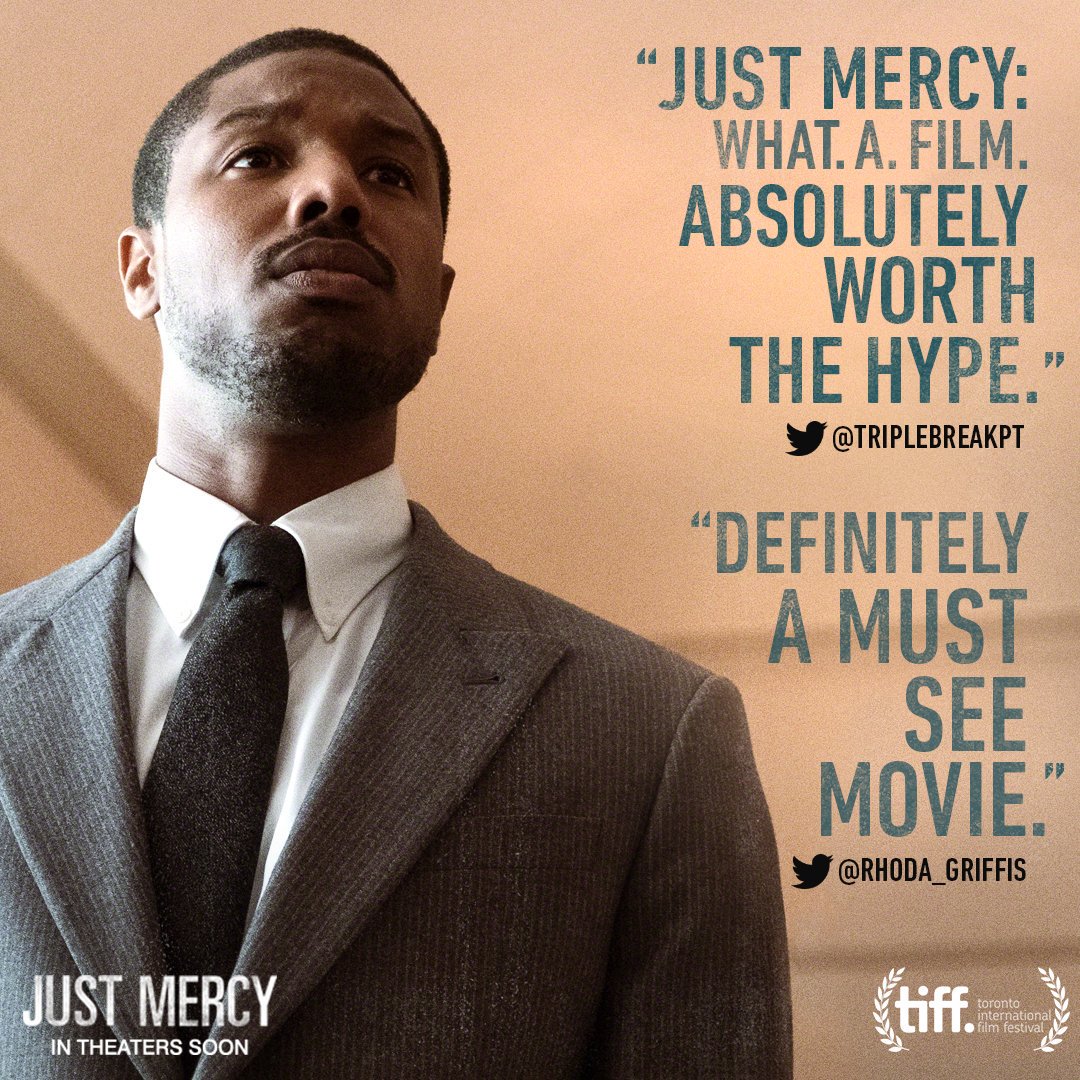 “JUST MERCY:
WHAT. A. FILM.
ABSOLUTELY
WORTH
THE HYPE.”
@TRIPLEBREAKPT
“DEFINITELY
A MUST
SEE
MOVIE.”
@RHODA_GRIFFIS
JUST MERCY
IN THEATERS SOON
tiff.
toronto
international
film festival